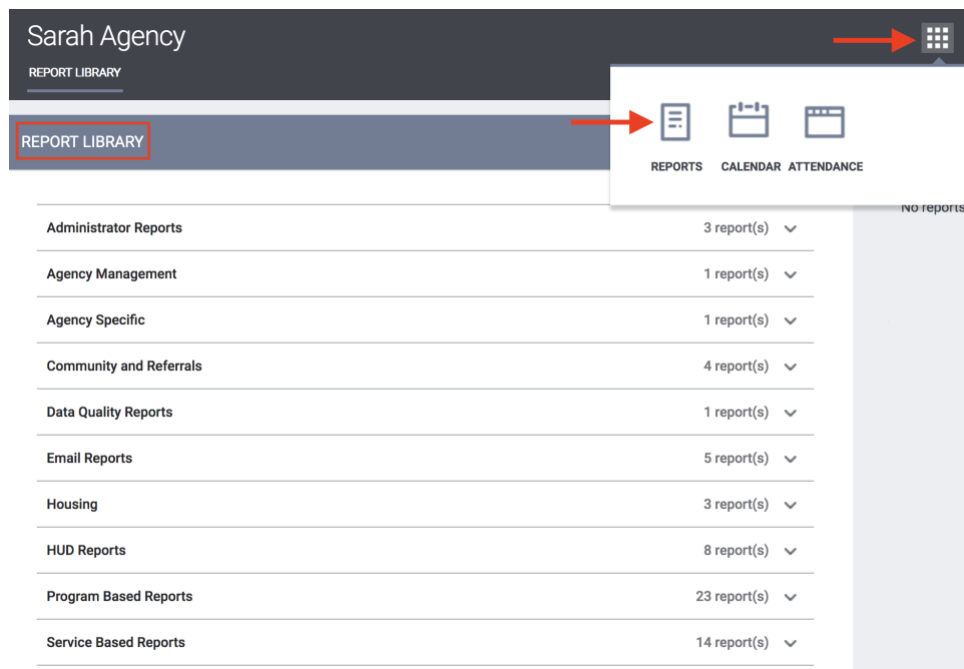 Sarah Agency
REPORT LIBRARY
REPORT LIBRARY
REPORTS CALENDAR ATTENDANCE
No reports
Administrator Reports 3 report(s)
Agency Management 1 report(s)
Agency Specific 1 report(s)
Community and Referrals 4 report(s)
Data Quality Reports 1 report(s)
Email Reports 5 report(s)
Housing 3 report(s)
HUD Reports 8 report(s)
Program Based Reports 23 report(s)
Service Based Reports 14 report(s)